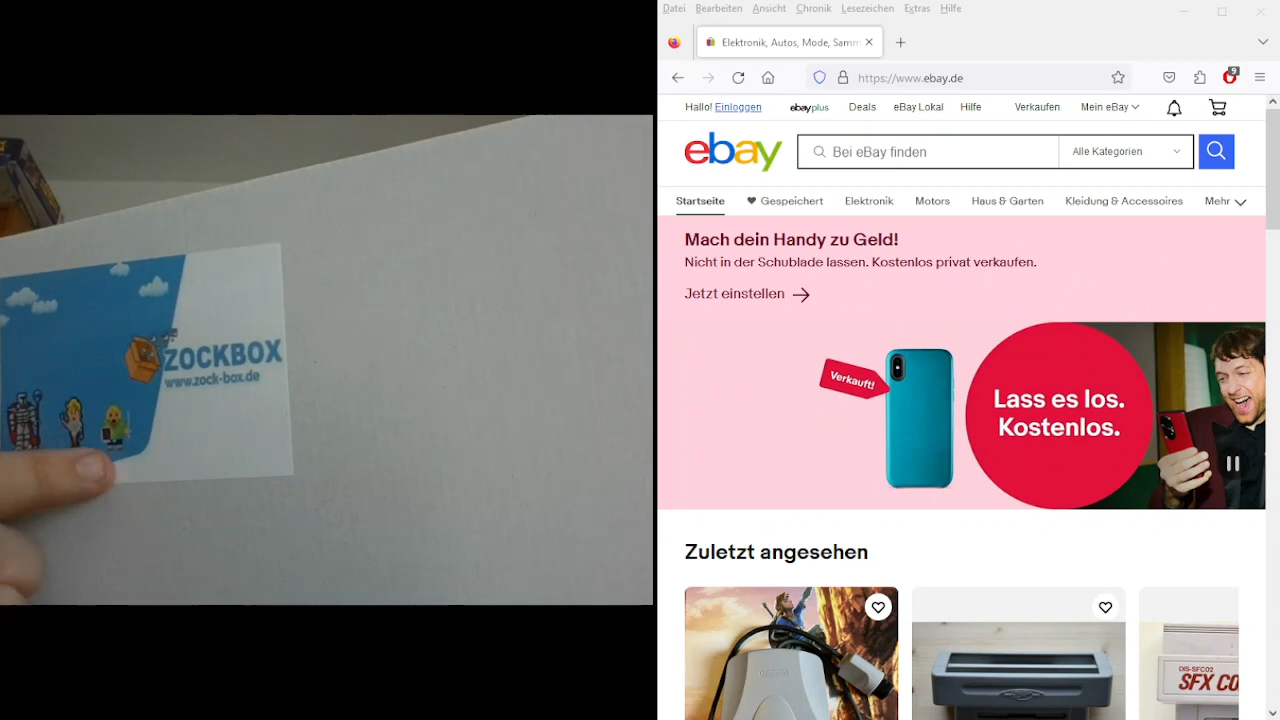 ZOCKBOX
www.zock-box.de
Datei Bearbeiten Ansicht Chronik Lesezeichen Extras Hilfe
Elektronik, Autos, Mode, Samm
https://www.ebay.de
9
Hallo! Einloggen ebayplus Deals eBay Lokal Hilfe Verkaufen Mein eBay
ebay
Bei eBay finden
Alle Kategorien
Startseite Gespeichert Elektronik Motors Haus & Garten Kleidung & Accessoires Mehr
Mach dein Handy zu Geld!
Nicht in der Schublade lassen. Kostenlos privat verkaufen.
Jetzt einstellen
Verkauft!
Lass es los.
Kostenlos.
Zuletzt angesehen
DIS-SFC02
SFX CO